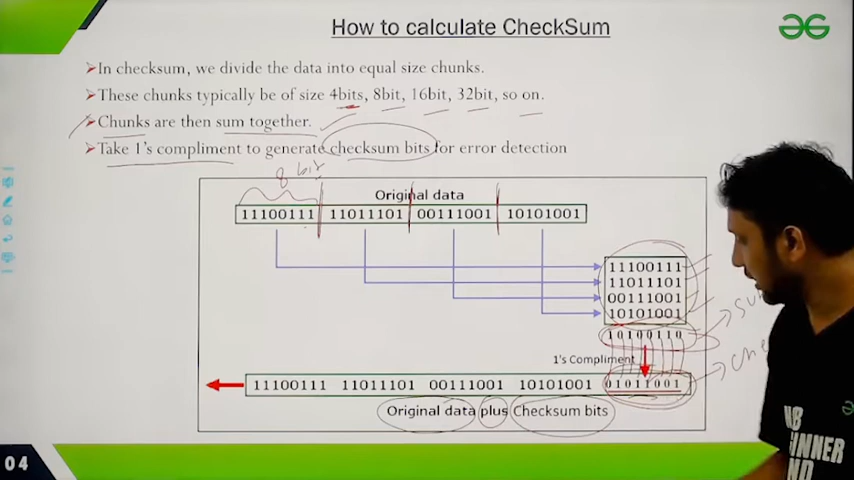 How to calculate CheckSum
➢In checksum, we divide the data into equal size chunks.
➢These chunks typically be of size 4bits, 8bit, 16bit, 32bit, so on.
➢Chunks are then sum together.
➢Take 1's compliment to generate checksum bits for error detection
8 bit
Original data
11100111 11011101 00111001 10101001
11100111
11011101
00111001
10101001
10100110
1's Compliment
11100111 11011101 00111001 10101001 01011001
Original data plus Checksum bits
04